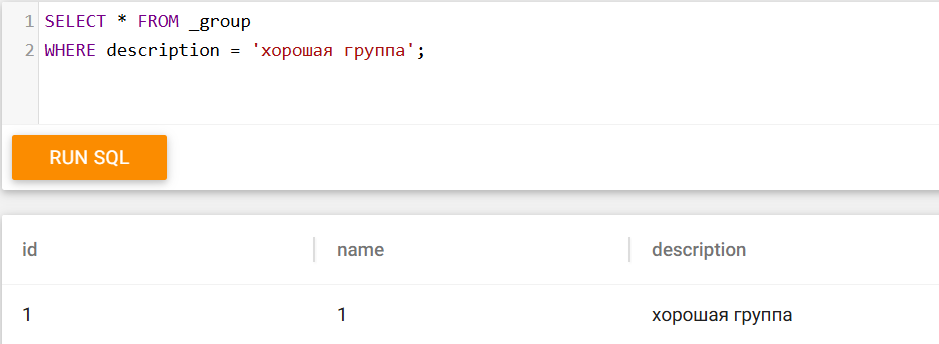 1 SELECT * FROM _group
2 WHERE description = 'хорошая группа';
RUN SQL
id name description
1 1 хорошая группа